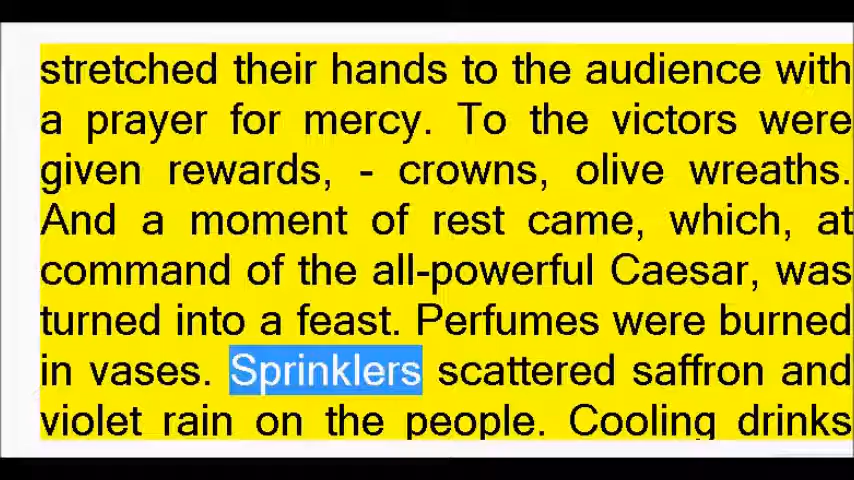 stretched their hands to the audience with
a prayer for mercy. To the victors were
given rewards, - crowns, olive wreaths.
And a moment of rest came, which, at
command of the all-powerful Caesar, was
turned into a feast. Perfumes were burned
in vases. Sprinklers scattered saffron and
violet rain on the people. Cooling drinks